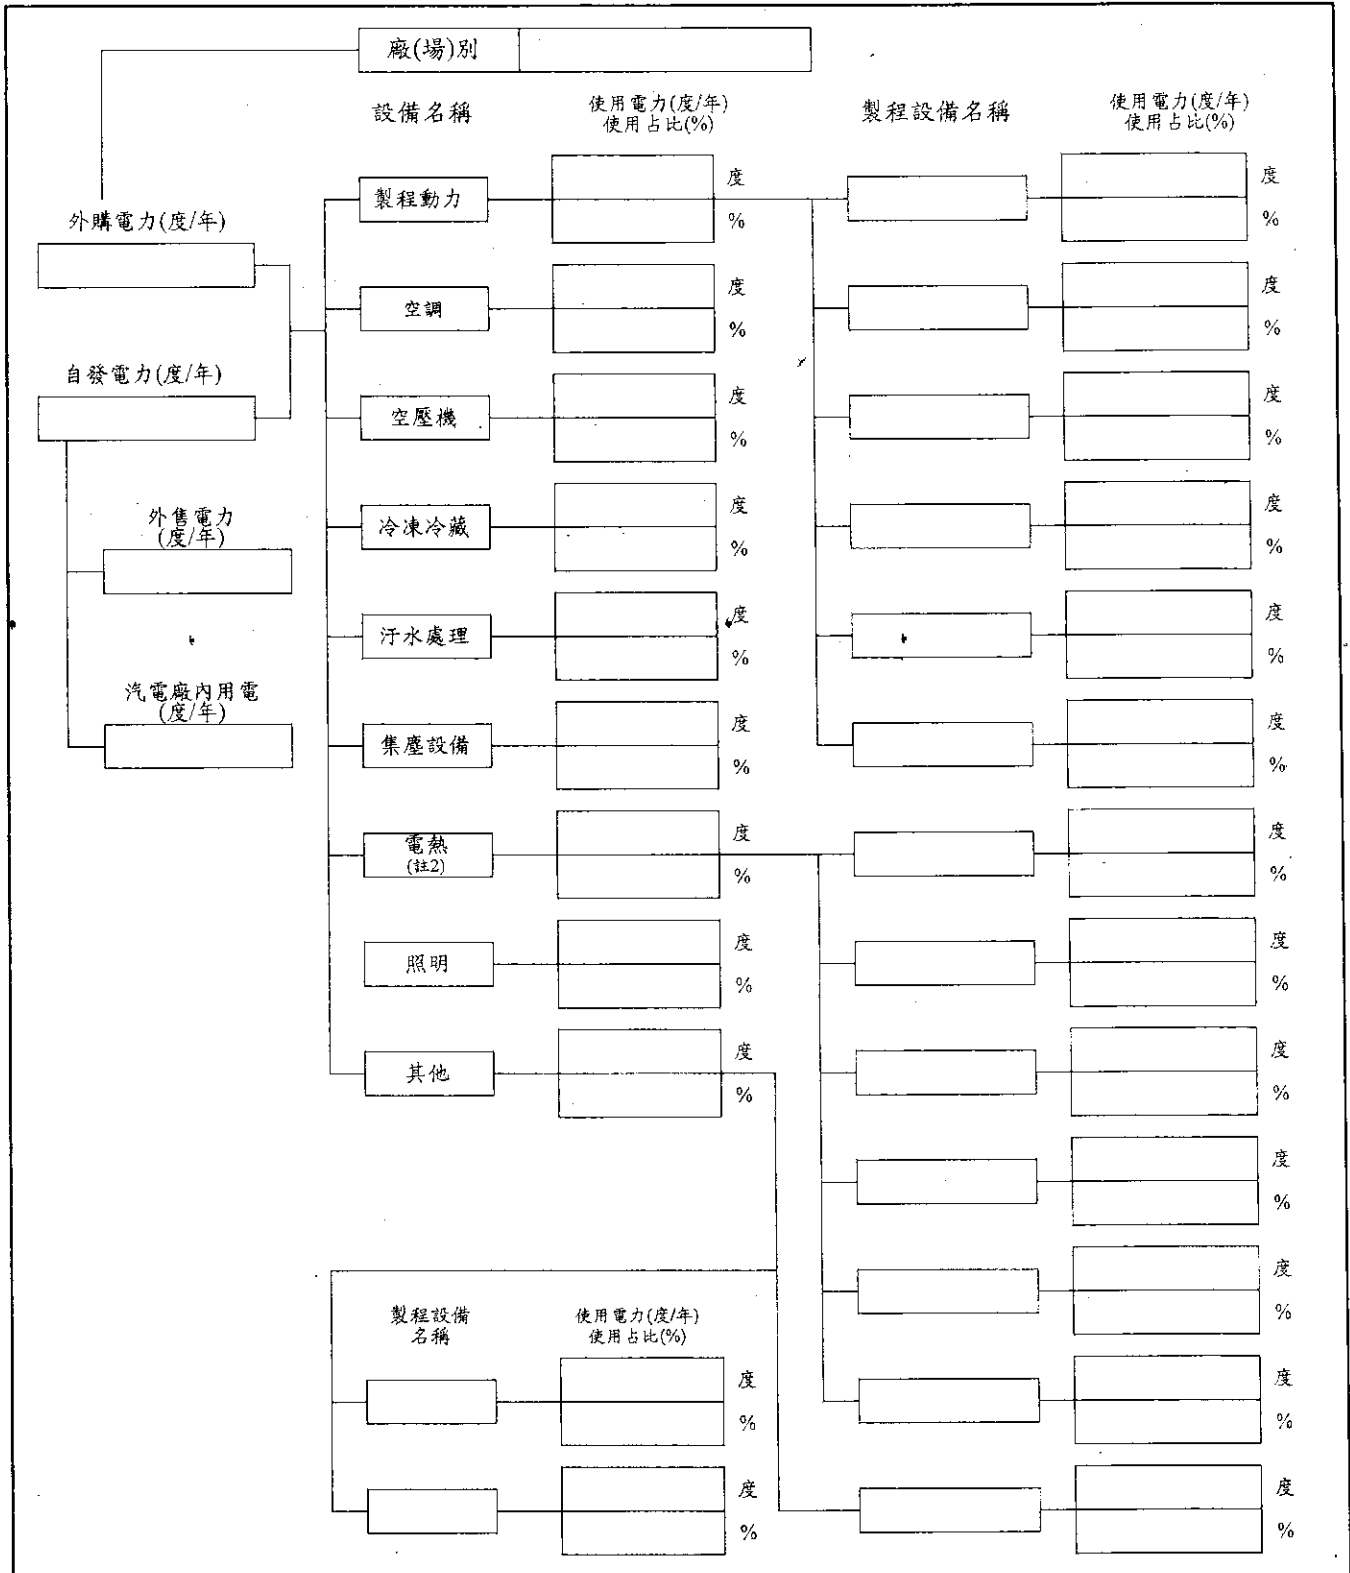 廠(場)別
設備名稱
使用電力(度/年)
使用占比(%)
製程設備名稱
使用電力(度/年)
使用占比(%)
外購電力(度/年)
自發電力(度/年)
外售電力
(度/年)
汽電廠內用電
(度/年)
製程動力
度
%
度
%
空調
度
%
度
%
空壓機
度
%
度
%
冷凍冷藏
度
%
度
%
汙水處理
度
%
度
%
集塵設備
度
%
度
%
電熱
(註2)
度
%
度
%
照明
度
%
度
%
其他
度
%
度
%
度
%
度
%
製程設備
名稱
使用電力(度/年)
使用占比(%)
度
%
度
%
度
%
度
%